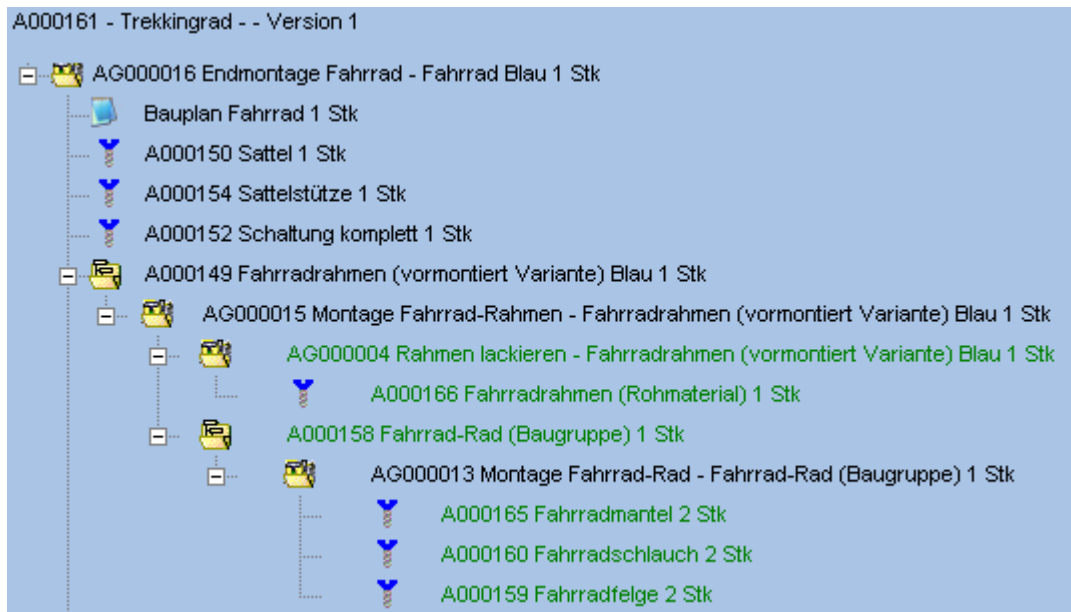 A000161 - Trekkingrad - - Version 1
AG000016 Endmontage Fahrrad - Fahrrad Blau 1 Stk
Bauplan Fahrrad 1 Stk
A000150 Sattel 1 Stk
A000154 Sattelstütze 1 Stk
A000152 Schaltung komplett 1 Stk
A000149 Fahrradrahmen (vormontiert Variante) Blau 1 Stk
AG000015 Montage Fahrrad-Rahmen - Fahrradrahmen (vormontiert Variante) Blau 1 Stk
AG000004 Rahmen lackieren - Fahrradrahmen (vormontiert Variante) Blau 1 Stk
A000166 Fahrradrahmen (Rohmaterial) 1 Stk
A000158 Fahrrad-Rad (Baugruppe) 1 Stk
AG000013 Montage Fahrrad-Rad - Fahrrad-Rad (Baugruppe) 1 Stk
A000165 Fahrradmantel 2 Stk
A000160 Fahrradschlauch 2 Stk
A000159 Fahrradfelge 2 Stk